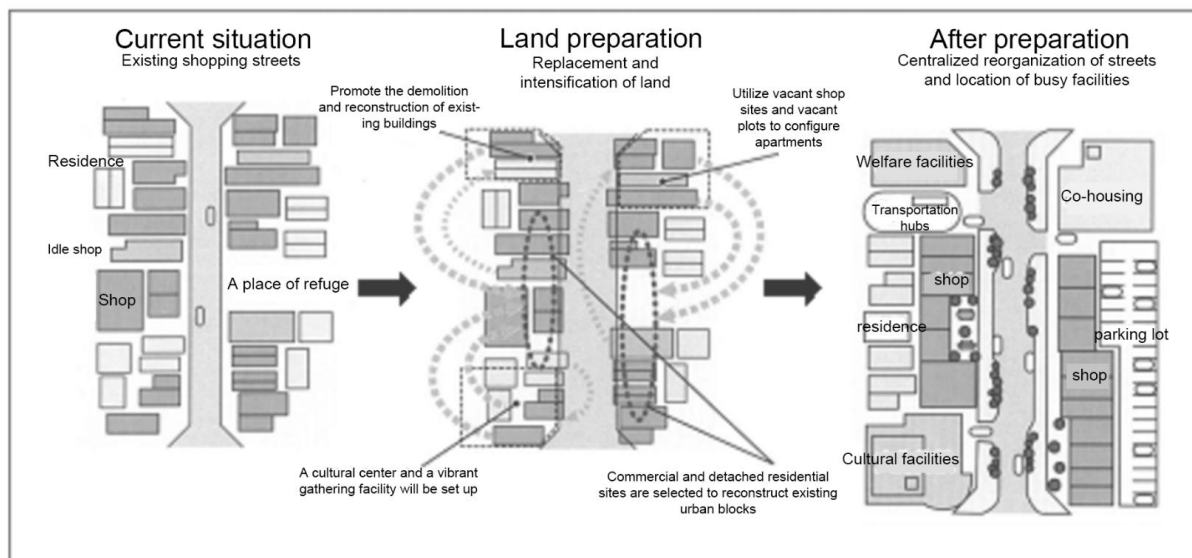 Current situation
Existing shopping streets
Residence
Idle shop
Shop
A place of refuge
Land preparation
Replacement and
intensification of land
Promote the demolition
and reconstruction of exist-
ing buildings
Utilize vacant shop
sites and vacant
plots to configure
apartments
A cultural center and a vibrant
gathering facility will be set up
Commercial and detached residential
sites are selected to reconstruct existing
urban blocks
After preparation
Centralized reorganization of streets
and location of busy facilities
Welfare facilities
Co-housing
Transportation
hubs
shop
residence
parking lot
shop
Cultural facilities